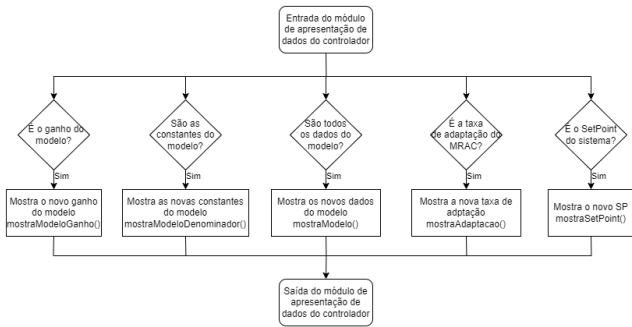 Entrada do módulo
de apresentação de
dados do controlador
É o ganho do
modelo?
São as
constantes do
modelo?
São todos
os dados do
modelo?
É a taxa
de adaptação do
MRAC?
É o SetPoint
do sistema?
Sim
Sim
Sim
Sim
Sim
Mostra o novo ganho
do modelo
mostraModeloGanho()
Mostra as novas constantes
do modelo
mostraModeloDenominador()
Mostra os novos dados
do modelo
mostraModelo()
Mostra a nova taxa de
adptação
mostraAdaptacao()
Mostra o novo SP
mostraSetPoint()
Saída do módulo de
apresentação de
dados do controlador